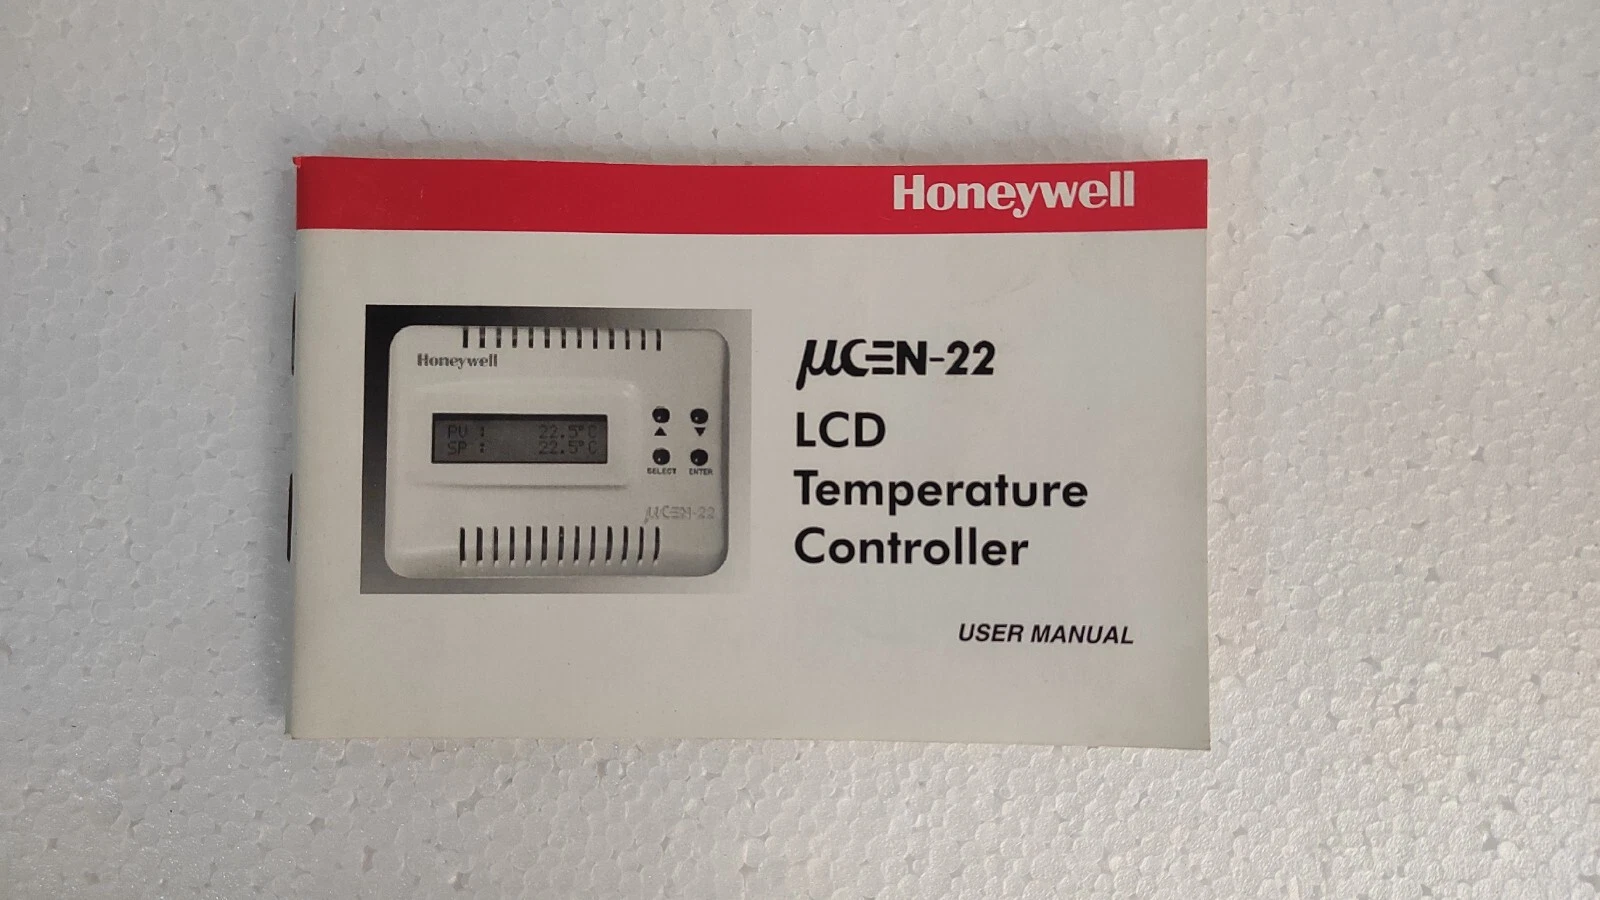 Honeywell
Honeywell
PV : 22.5°C
SP : 22.5°C
▲ ▼
SELECT ENTER
µCEN-22
µCEN-22
LCD
Temperature
Controller
USER MANUAL